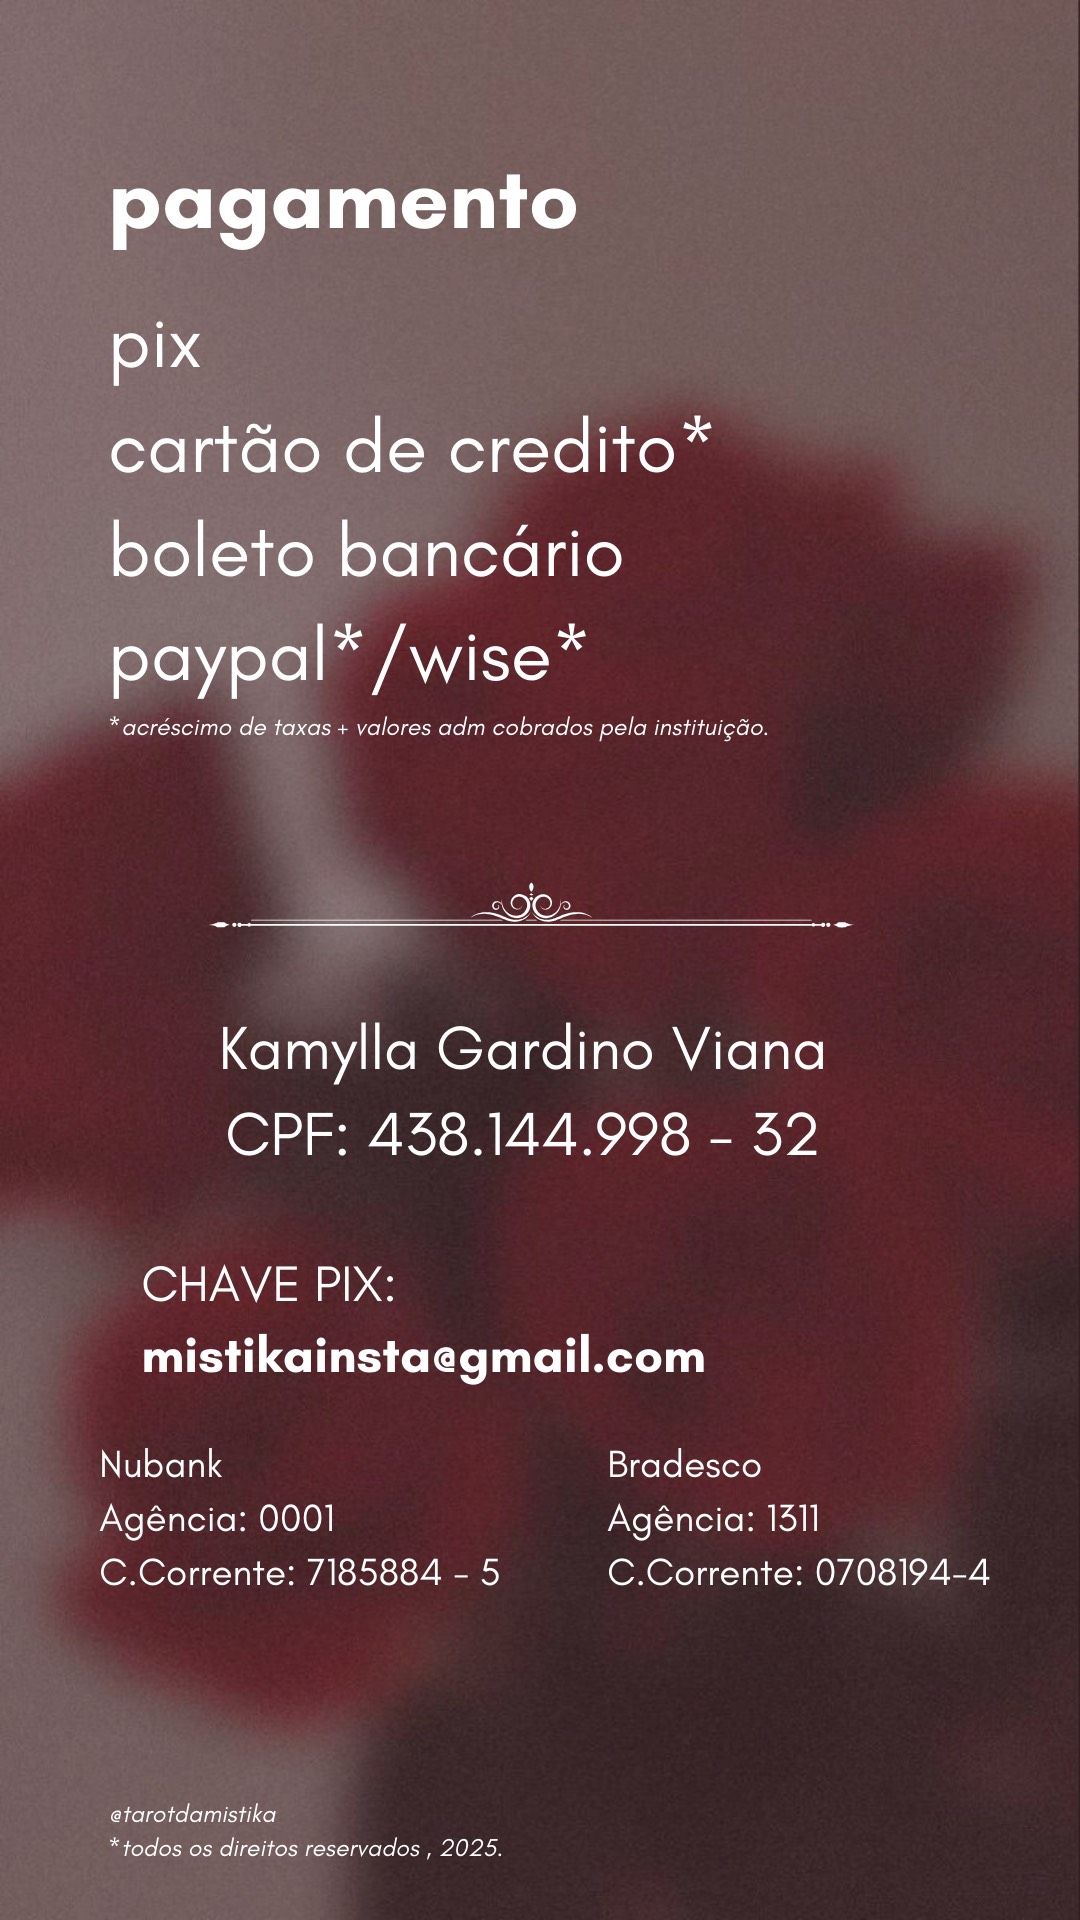 pagamento
pix
cartão de credito*
boleto bancário
paypal*/wise*
*acréscimo de taxas + valores adm cobrados pela instituição.
Kamylla Gardino Viana
CPF: 438.144.998 - 32
CHAVE PIX:
mistikainsta@gmail.com
Nubank
Agência: 0001
C.Corrente: 7185884 - 5
Bradesco
Agência: 1311
C.Corrente: 0708194-4
@tarotdamistika
*todos os direitos reservados , 2025.